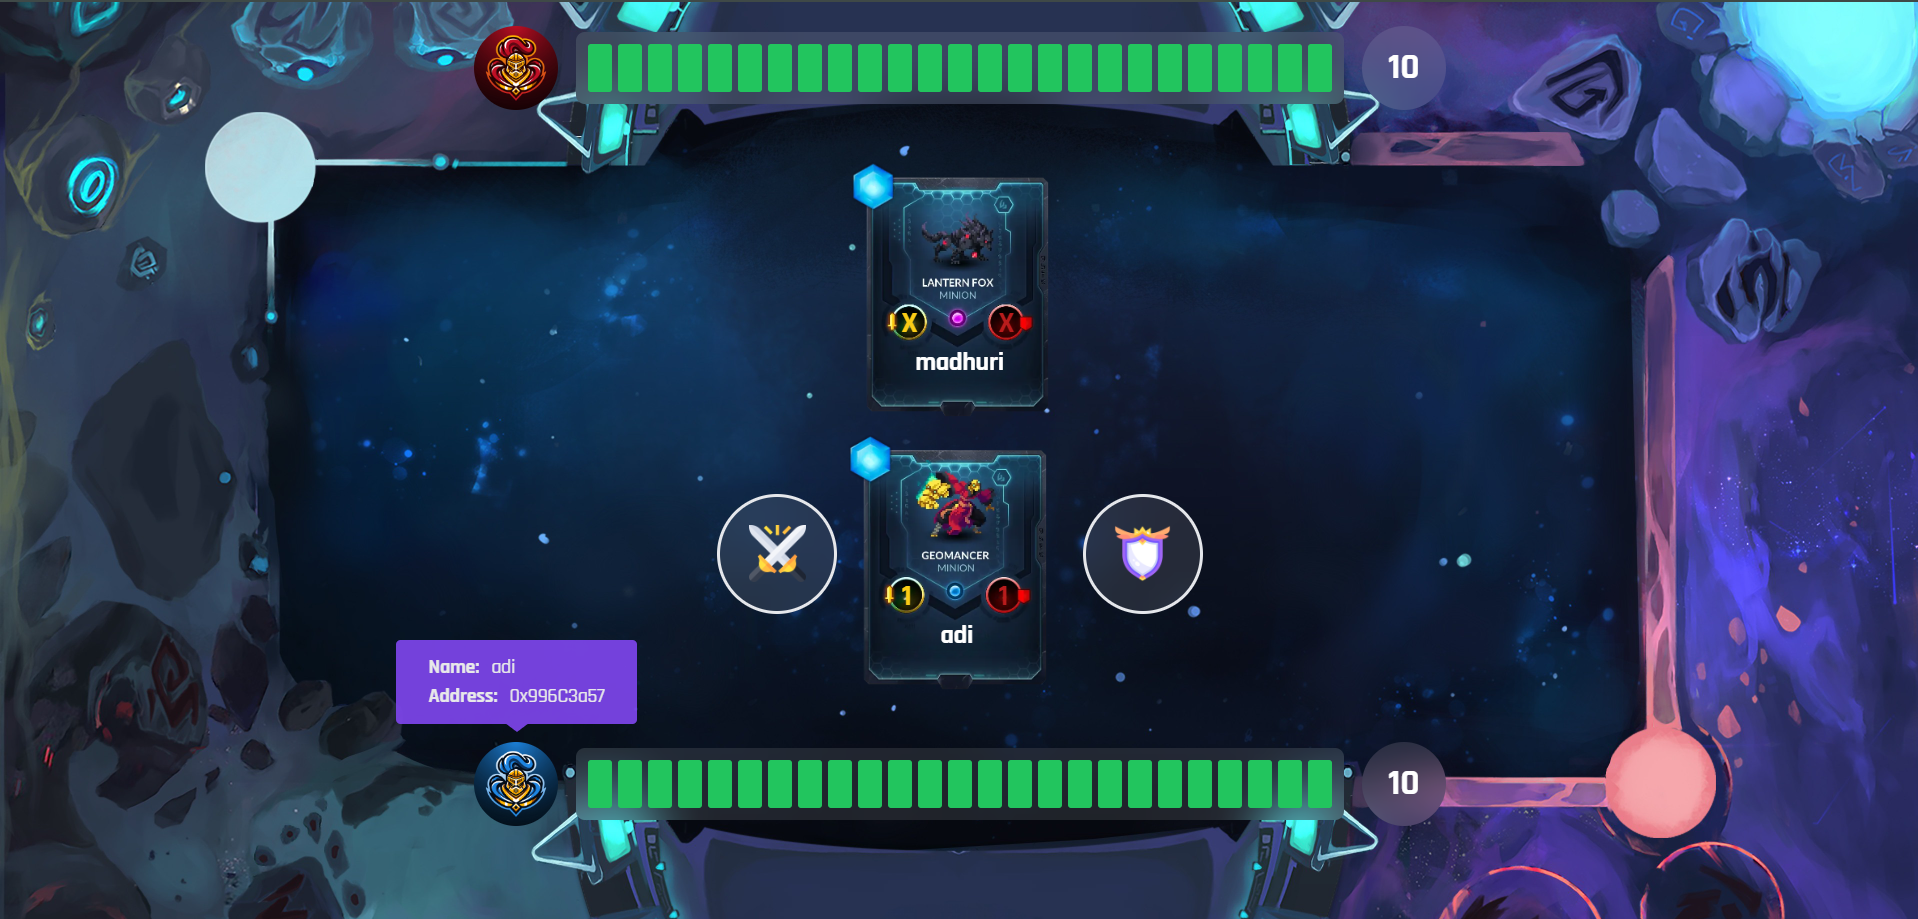 10
LANTERN FOX
MINION
X X
madhuri
GEOMANCER
MINION
1 1
adi
Name: adi
Address: 0x996C3a57
10